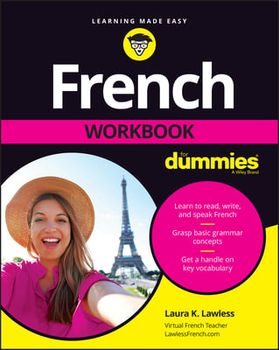 LEARNING MADE EASY
French
WORKBOOK
for
dummies
A Wiley Brand
Learn to read, write,
and speak French
Grasp basic grammar
concepts
Get a handle on
key vocabulary
Laura K. Lawless
Virtual French Teacher
LawlessFrench.com